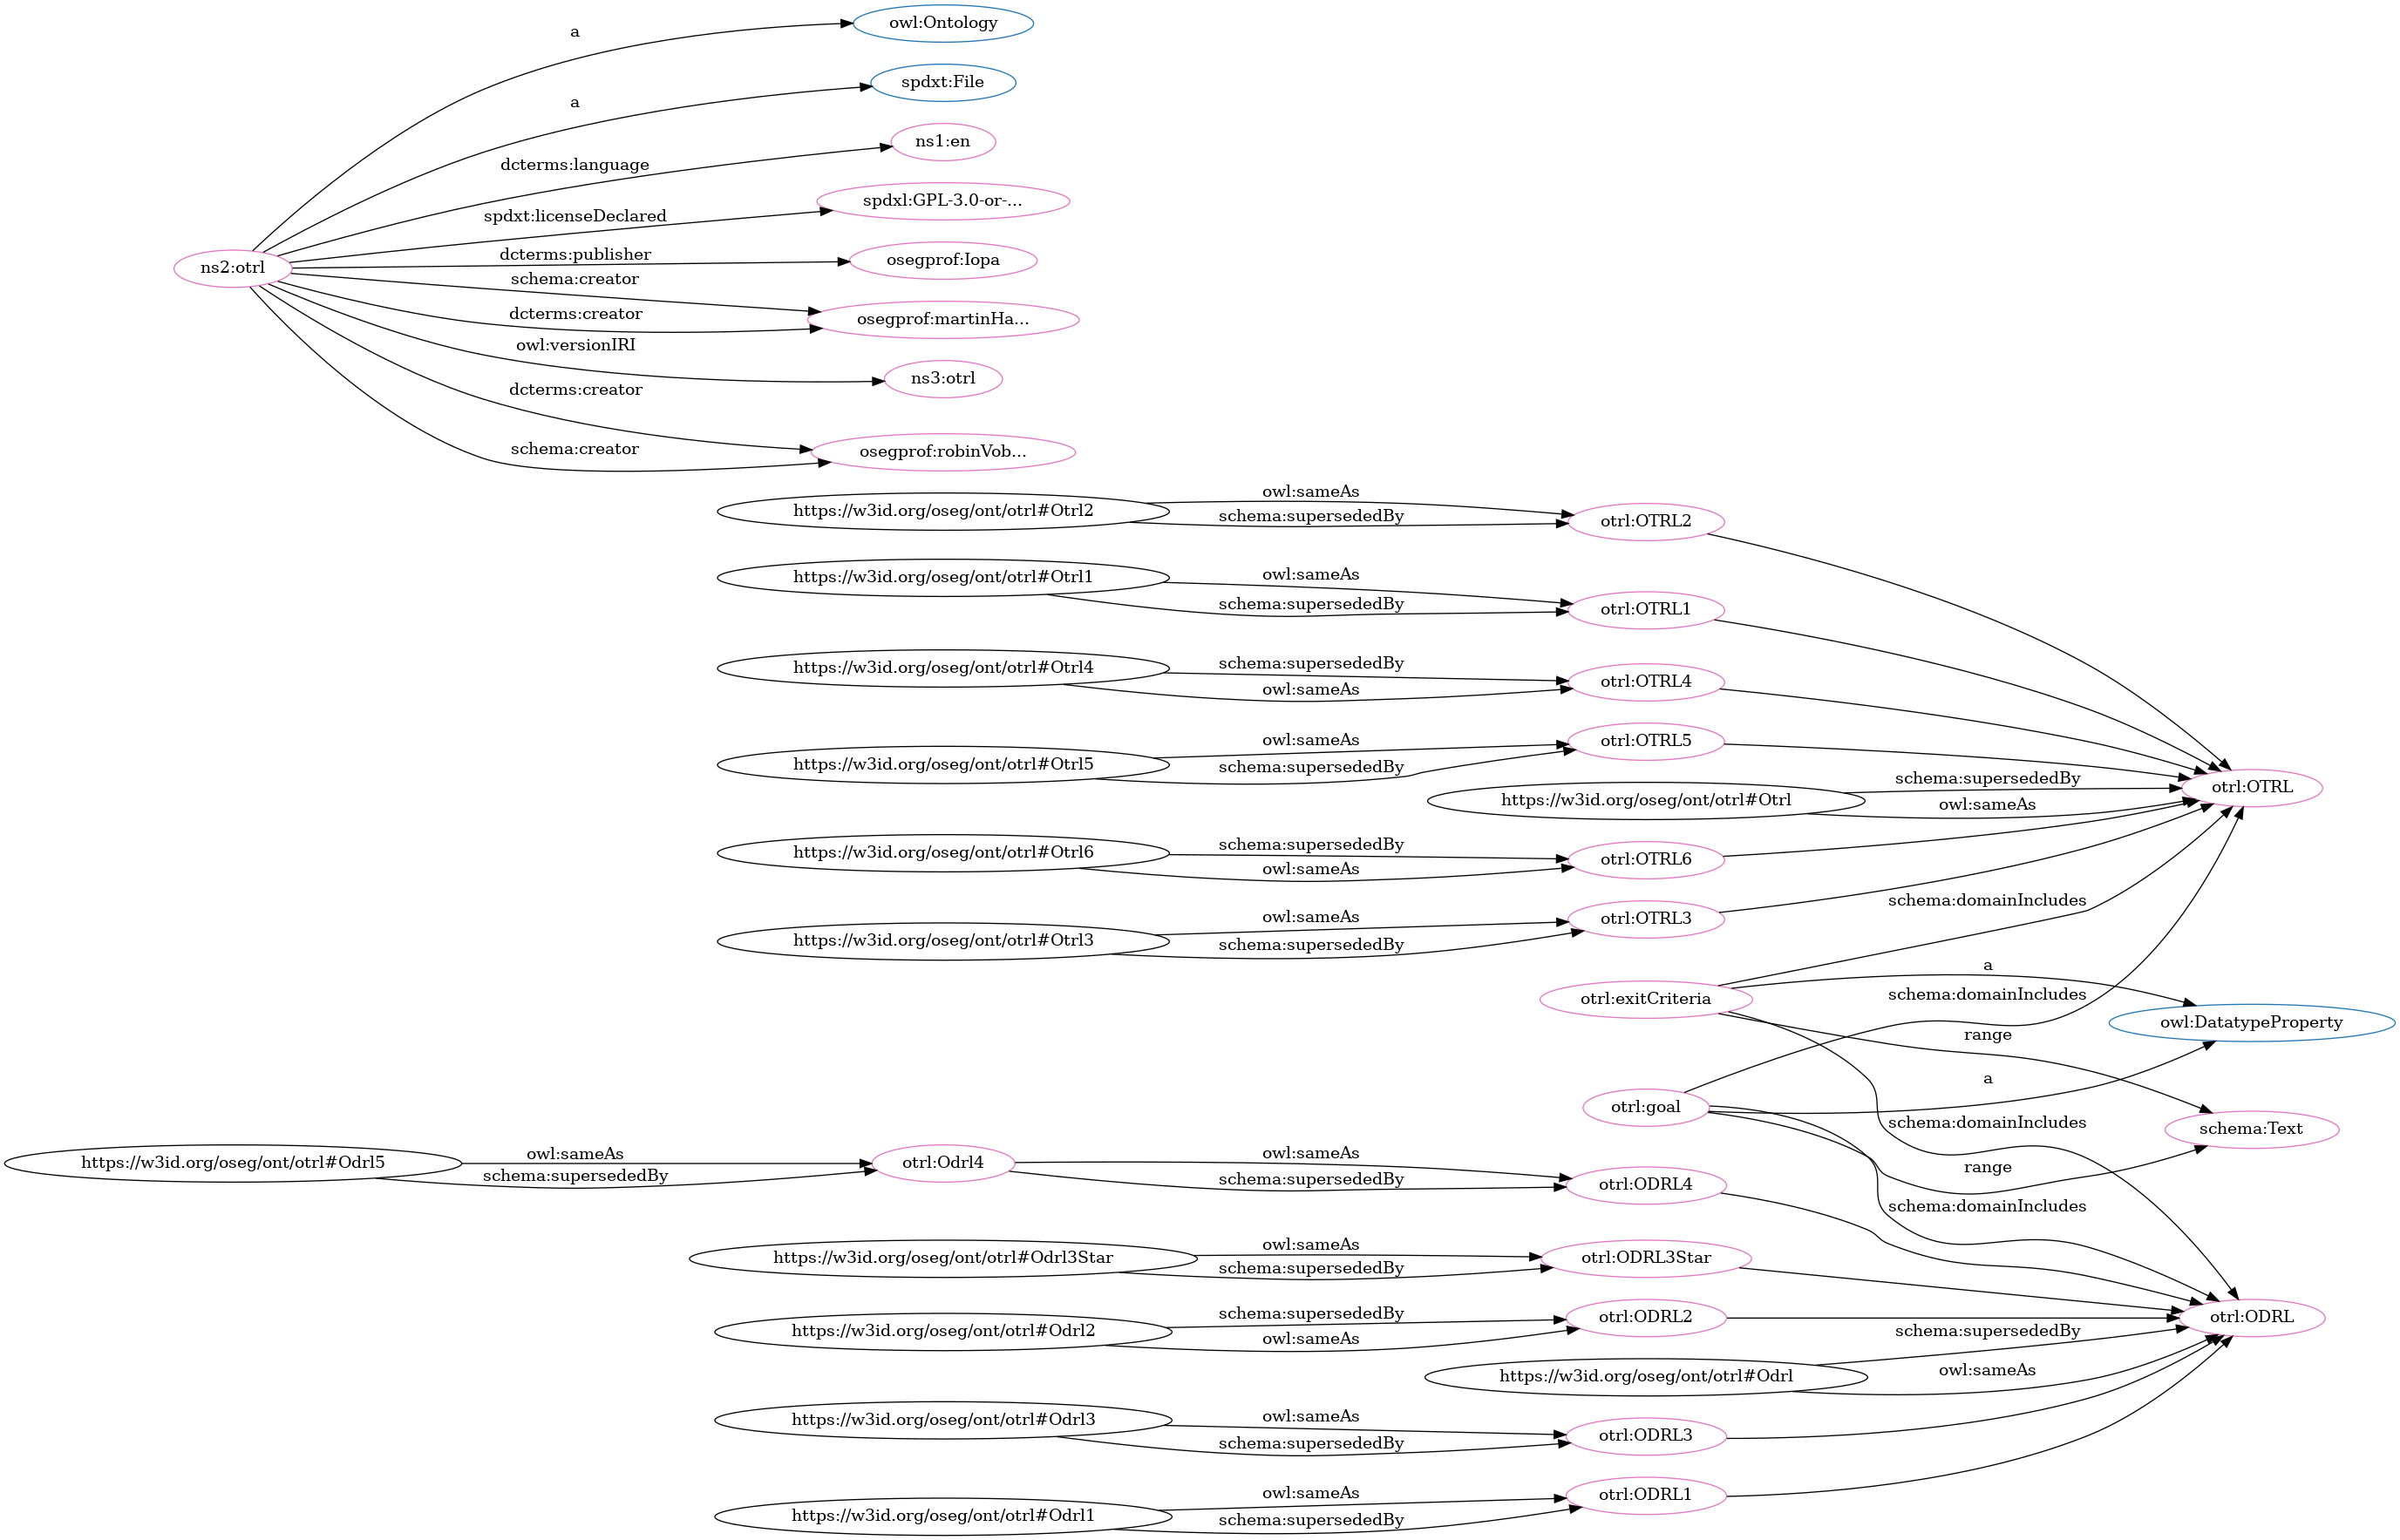 owl:Ontology
a
spdxt:File
a
ns1:en
dcterms:language
spdxl:GPL-3.0-or-...
spdxt:licenseDeclared
dcterms:publisher
osegprof:Iopa
ns2:otrl
schema:creator
dcterms:creator
osegprof:martinHa...
owl:versionIRI
ns3:otrl
dcterms:creator
schema:creator
osegprof:robinVob...
owl:sameAs
https://w3id.org/oseg/ont/otrl#Otrl2
schema:supersededBy
otrl:OTRL2
owl:sameAs
https://w3id.org/oseg/ont/otrl#Otrl1
schema:supersededBy
otrl:OTRL1
schema:supersededBy
https://w3id.org/oseg/ont/otrl#Otrl4
owl:sameAs
otrl:OTRL4
owl:sameAs
otrl:OTRL5
https://w3id.org/oseg/ont/otrl#Otrl5
schema:supersededBy
schema:supersededBy
otrl:OTRL
https://w3id.org/oseg/ont/otrl#Otrl
owl:sameAs
schema:supersededBy
https://w3id.org/oseg/ont/otrl#Otrl6
owl:sameAs
otrl:OTRL6
schema:domainIncludes
owl:sameAs
otrl:OTRL3
https://w3id.org/oseg/ont/otrl#Otrl3
schema:supersededBy
a
otrl:exitCriteria
schema:domainIncludes
owl:DatatypeProperty
range
a
otrl:goal
schema:domainIncludes
schema:Text
owl:sameAs
https://w3id.org/oseg/ont/otrl#Odrl5
schema:supersededBy
otrl:Odrl4
owl:sameAs
range
schema:supersededBy
otrl:ODRL4
schema:domainIncludes
owl:sameAs
https://w3id.org/oseg/ont/otrl#Odrl3Star
schema:supersededBy
otrl:ODRL3Star
schema:supersededBy
https://w3id.org/oseg/ont/otrl#Odrl2
owl:sameAs
otrl:ODRL2
otrl:ODRL
schema:supersededBy
https://w3id.org/oseg/ont/otrl#Odrl
owl:sameAs
owl:sameAs
https://w3id.org/oseg/ont/otrl#Odrl3
schema:supersededBy
otrl:ODRL3
owl:sameAs
otrl:ODRL1
https://w3id.org/oseg/ont/otrl#Odrl1
schema:supersededBy